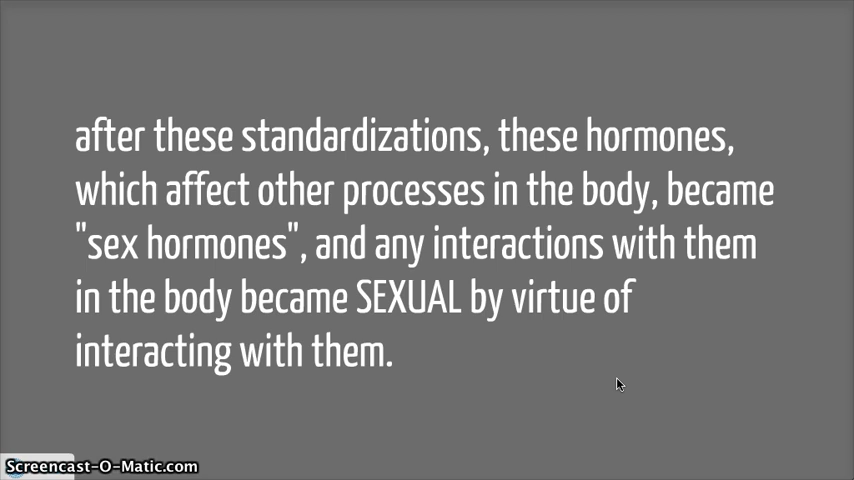 after these standardizations, these hormones,
which affect other processes in the body, became
"sex hormones", and any interactions with them
in the body became SEXUAL by virtue of
interacting with them.
Screencast-O-Matic.com